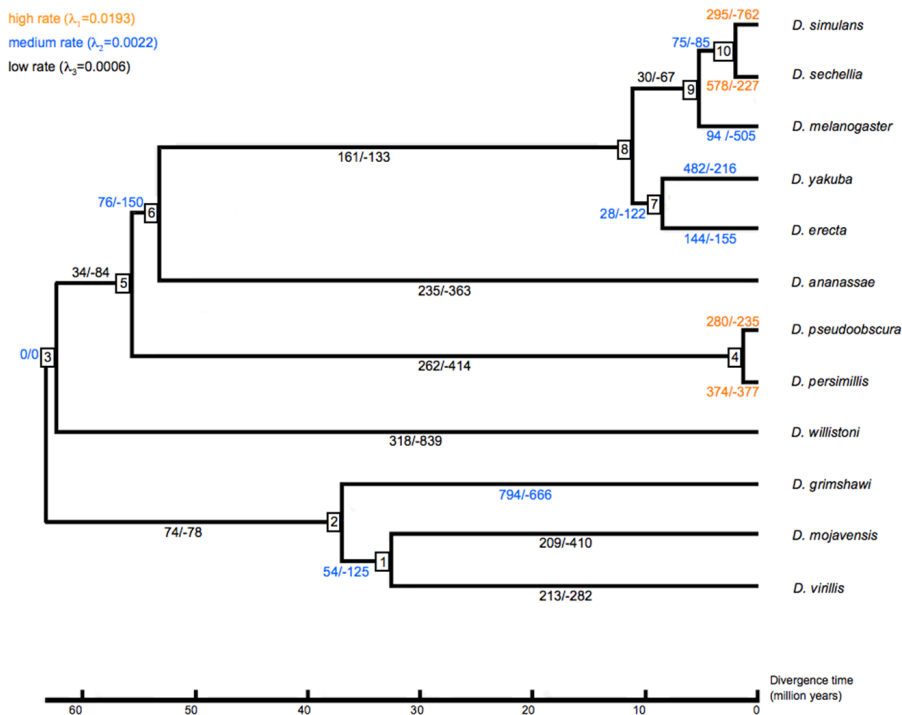 high rate (λ1=0.0193)
medium rate (λ2=0.0022)
low rate (λ3=0.0006)
295/-762
D. simulans
75/-85
10
30/-67
D. sechellia
578/-227
9
94 /-505
D. melanogaster
8
161/-133
482/-216
D. yakuba
76/-150
6
28/-122
7
144/-155
D. erecta
34/-84
5
235/-363
D. ananassae
280/-235
D. pseudoobscura
0/0
3
262/-414
4
374/-377
D. persimillis
318/-839
D. willistoni
794/-666
D. grimshawi
2
74/-78
209/-410
D. mojavensis
54/-125
1
213/-282
D. virillis
Divergence time
(million years)
60 50 40 30 20 10 0